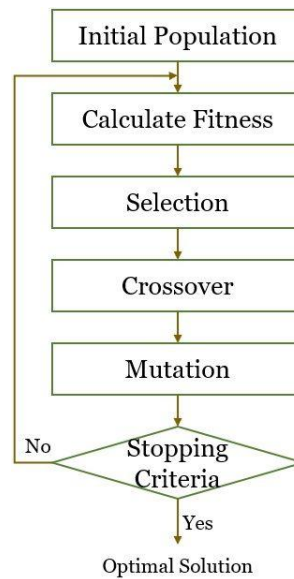 Initial Population
Calculate Fitness
Selection
Crossover
Mutation
Stopping
Criteria
No
Yes
Optimal Solution